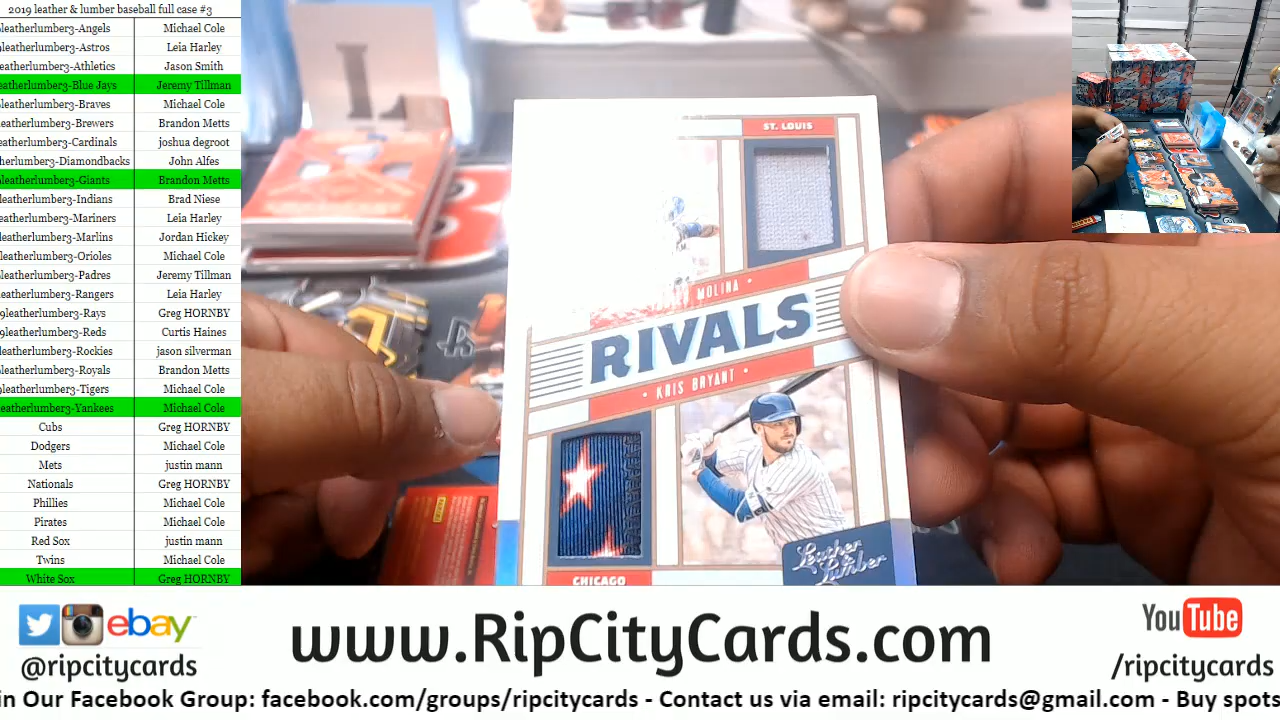 2019 leather & lumber baseball full case #3
leatherlumber3-Angels Michael Cole
leatherlumber3-Astros Leia Harley
leatherlumber3-Athletics Jason Smith
eatherlumber3-Blue Jays Jeremy Tillman
leatherlumber3-Braves Michael Cole
leatherlumber3-Brewers Brandon Metts
leatherlumber3-Cardinals joshua degroot
herlumber3-Diamondbacks John Alfes
leatherlumber3-Giants Brandon Metts
leatherlumber3-Indians Brad Niese
leatherlumber3-Mariners Leia Harley
leatherlumber3-Marlins Jordan Hickey
leatherlumber3-Orioles Michael Cole
leatherlumber3-Padres Jeremy Tillman
leatherlumber3-Rangers Leia Harley
leatherlumber3-Rays Greg HORNBY
9leatherlumber3-Reds Curtis Haines
leatherlumber3-Rockies jason silverman
leatherlumber3-Royals Brandon Metts
leatherlumber3-Tigers Michael Cole
eatherlumber3-Yankees Michael Cole
Cubs Greg HORNBY
Dodgers Michael Cole
Mets justin mann
Nationals Greg HORNBY
Phillies Michael Cole
Pirates Michael Cole
Red Sox justin mann
Twins Michael Cole
White Sox Greg HORNBY
ST. LOUIS
MOLINA •
RIVALS
• KRIS BRYANT •
CHICAGO
Leather & Lumber
ebay
@ripcitycards
www.RipCityCards.com
YouTube
/ripcitycards
in Our Facebook Group: facebook.com/groups/ripcitycards - Contact us via email: ripcitycards@gmail.com - Buy spots